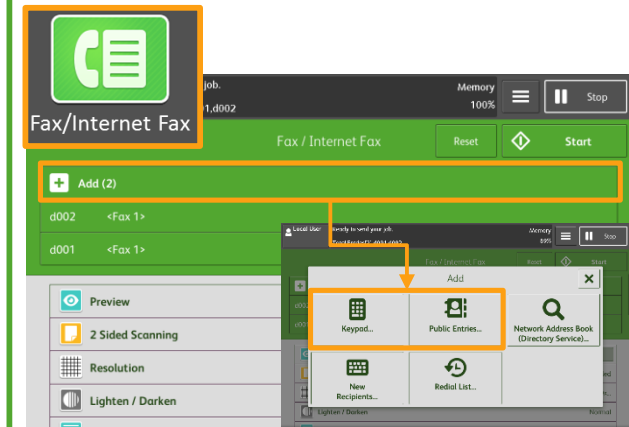 Fax/Internet Fax
job.
01,d002
Memory
100%
Stop
Fax / Internet Fax
Reset
Start
Add (2)
d002 <Fax 1>
d001 <Fax 1>
Preview
2 Sided Scanning
Resolution
Lighten / Darken
Local User
Ready to send your job.
Memory
89%
Stop
Fax / Internet Fax
Reset
Start
Add
Keypad...
Public Entries...
Network Address Book
(Directory Service)...
New
Recipients...
Redial List...
Lighten / Darken
Normal